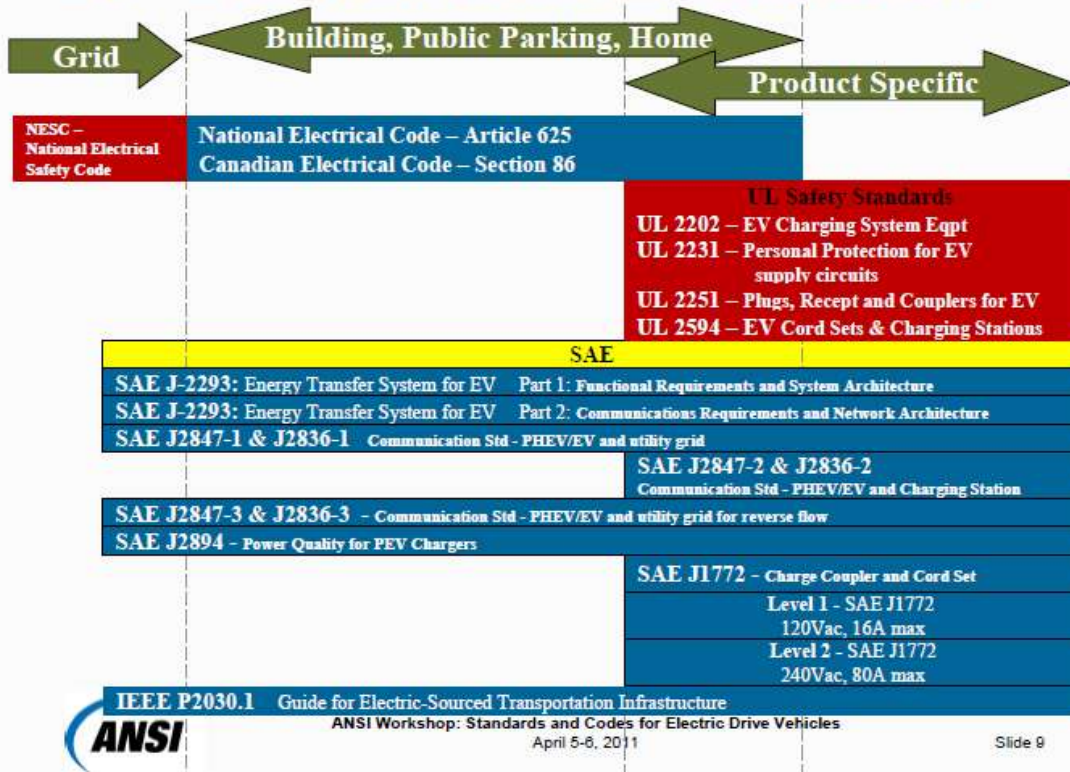 Grid
Building, Public Parking, Home
Product Specific
NESC –
National Electrical
Safety Code
National Electrical Code – Article 625
Canadian Electrical Code – Section 86
UL Safety Standards
UL 2202 – EV Charging System Eqpt
UL 2231 – Personal Protection for EV
supply circuits
UL 2251 – Plugs, Recept and Couplers for EV
UL 2594 – EV Cord Sets & Charging Stations
SAE
SAE J-2293: Energy Transfer System for EV Part 1: Functional Requirements and System Architecture
SAE J-2293: Energy Transfer System for EV Part 2: Communications Requirements and Network Architecture
SAE J2847-1 & J2836-1 Communication Std - PHEV/EV and utility grid
SAE J2847-2 & J2836-2
Communication Std - PHEV/EV and Charging Station
SAE J2847-3 & J2836-3 - Communication Std - PHEV/EV and utility grid for reverse flow
SAE J2894 - Power Quality for PEV Chargers
SAE J1772 - Charge Coupler and Cord Set
Level 1 - SAE J1772
120Vac, 16A max
Level 2 - SAE J1772
240Vac, 80A max
IEEE P2030.1 Guide for Electric-Sourced Transportation Infrastructure
ANSI
ANSI Workshop: Standards and Codes for Electric Drive Vehicles
April 5-6, 2011
Slide 9